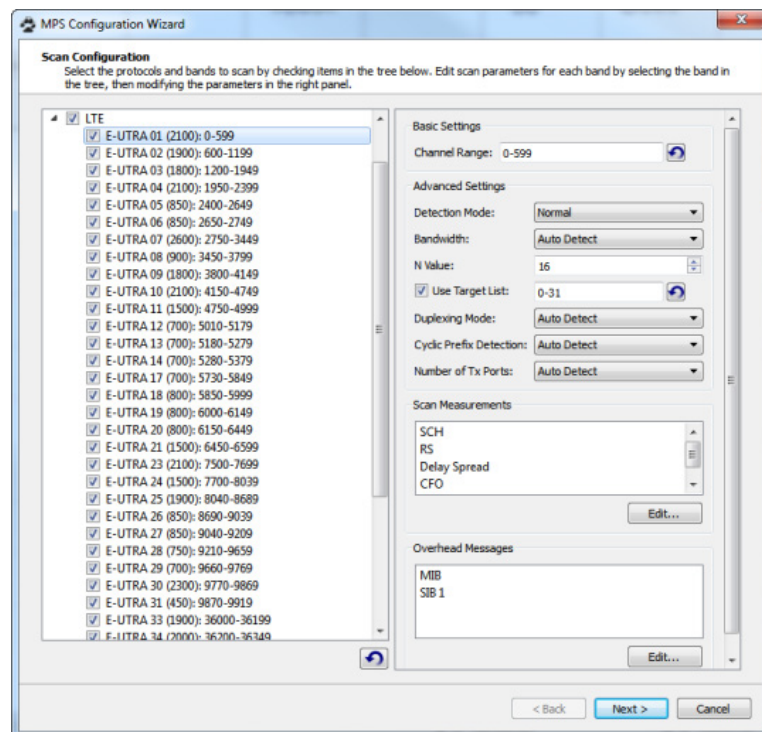 MPS Configuration Wizard
Scan Configuration
Select the protocols and bands to scan by checking items in the tree below. Edit scan parameters for each band by selecting the band in
the tree, then modifying the parameters in the right panel.
LTE
E-UTRA 01 (2100): 0-599
E-UTRA 02 (1900): 600-1199
E-UTRA 03 (1800): 1200-1949
E-UTRA 04 (2100): 1950-2399
E-UTRA 05 (850): 2400-2649
E-UTRA 06 (850): 2650-2749
E-UTRA 07 (2600): 2750-3449
E-UTRA 08 (900): 3450-3799
E-UTRA 09 (1800): 3800-4149
E-UTRA 10 (2100): 4150-4749
E-UTRA 11 (1500): 4750-4999
E-UTRA 12 (700): 5010-5179
E-UTRA 13 (700): 5180-5279
E-UTRA 14 (700): 5280-5379
E-UTRA 17 (700): 5730-5849
E-UTRA 18 (800): 5850-5999
E-UTRA 19 (800): 6000-6149
E-UTRA 20 (800): 6150-6449
E-UTRA 21 (1500): 6450-6599
E-UTRA 23 (2100): 7500-7699
E-UTRA 24 (1500): 7700-8039
E-UTRA 25 (1900): 8040-8689
E-UTRA 26 (850): 8690-9039
E-UTRA 27 (850): 9040-9209
E-UTRA 28 (750): 9210-9659
E-UTRA 29 (700): 9660-9769
E-UTRA 30 (2300): 9770-9869
E-UTRA 31 (450): 9870-9919
E-UTRA 33 (1900): 36000-36199
E-UTRA 34 (2000): 36200-36349
Basic Settings
Channel Range: 0-599
Advanced Settings
Detection Mode: Normal
Bandwidth: Auto Detect
N Value: 16
Use Target List: 0-31
Duplexing Mode: Auto Detect
Cyclic Prefix Detection: Auto Detect
Number of Tx Ports: Auto Detect
Scan Measurements
SCH
RS
Delay Spread
CFO
Edit...
Overhead Messages
MIB
SIB 1
Edit...
< Back Next > Cancel